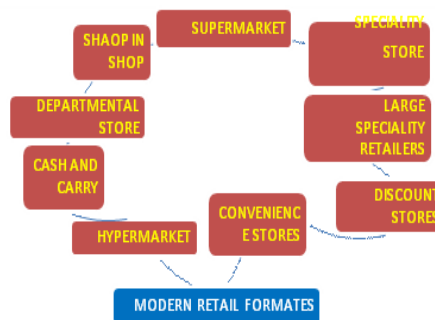 SUPERMARKET
SPECIALITY
STORE
SHAOP IN
SHOP
DEPARTMENTAL
STORE
LARGE
SPECIALITY
RETAILERS
CASH AND
CARRY
DISCOUNT
STORES
CONVENIENC
E STORES
HYPERMARKET
MODERN RETAIL FORMATES